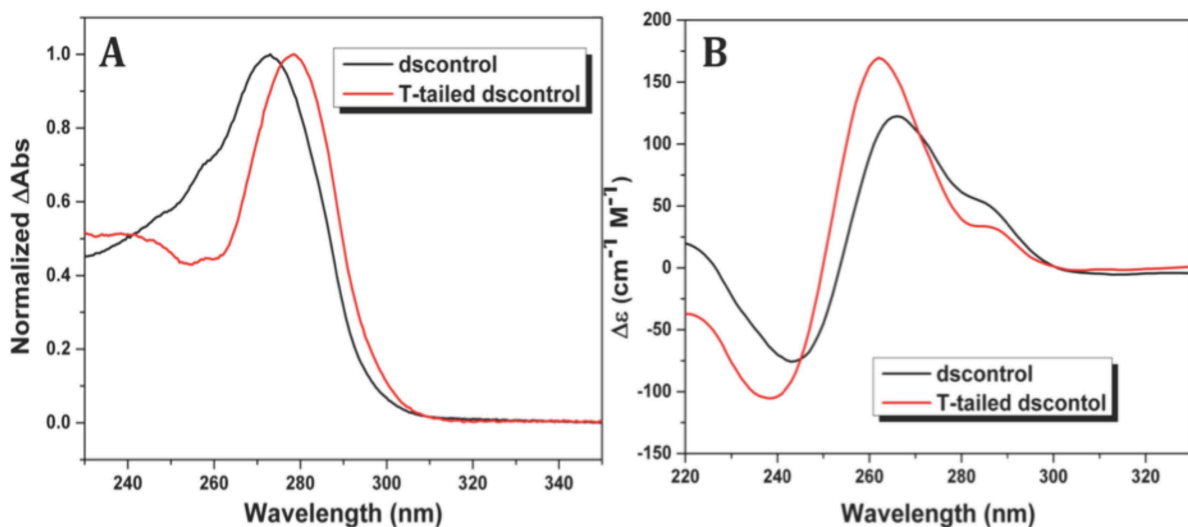 A
dscontrol
T-tailed dscontrol
Normalized ΔAbs
1.0
0.8
0.6
0.4
0.2
0.0
240 260 280 300 320 340
Wavelength (nm)
B
dscontrol
T-tailed dscontol
Δε (cm⁻¹ M⁻¹)
200
150
100
50
0
-50
-100
-150
220 240 260 280 300 320
Wavelength (nm)